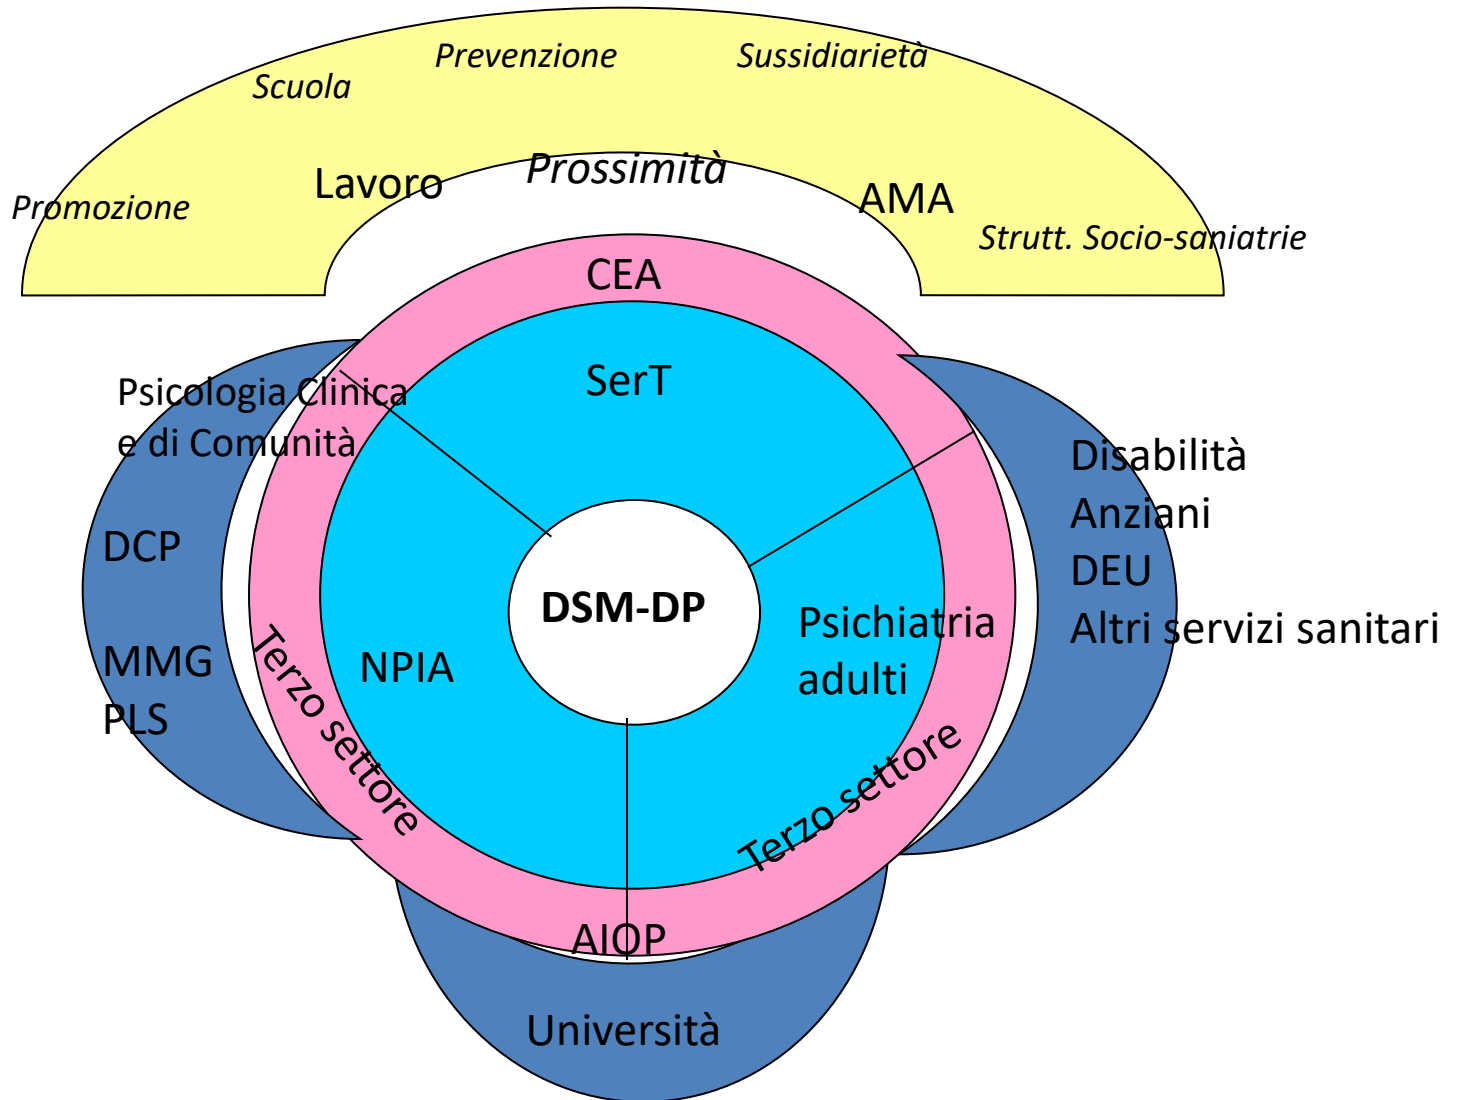 Prevenzione
Sussidiarietà
Scuola
Prossimità
Lavoro
AMA
Promozione
Strutt. Socio-saniatrie
CEA
SerT
Psicologia Clinica
e di Comunità
Disabilità
Anziani
DEU
Altri servizi sanitari
DCP
MMG
PLS
DSM-DP
NPIA
Psichiatria
adulti
Terzo settore
Terzo settore
AIOP
Università